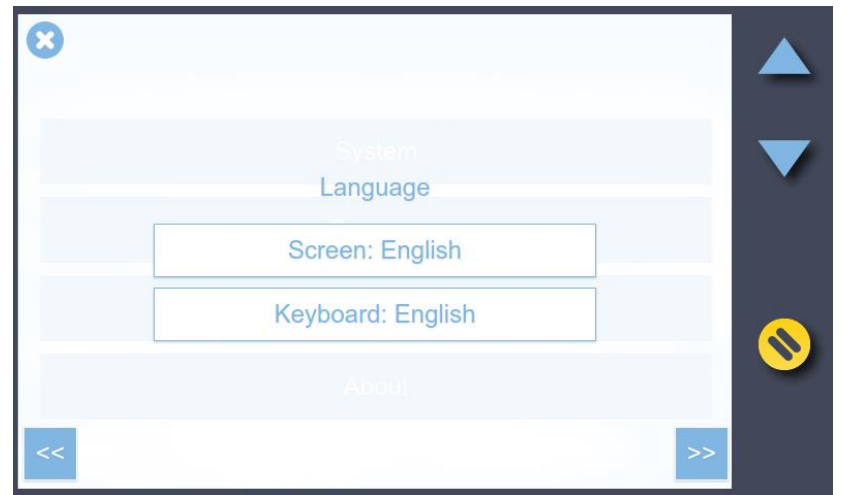 System
Language
Screen: English
Keyboard: English
About
<< >>